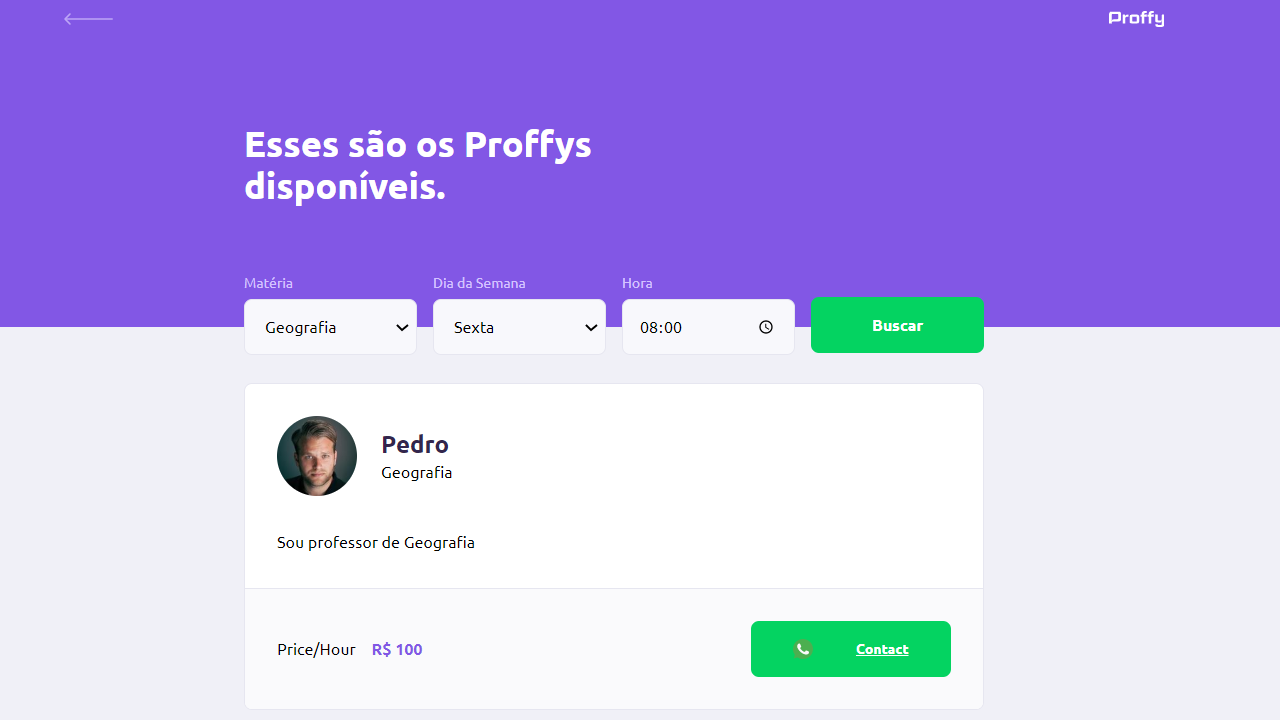 Proffy
Esses são os Proffys
disponíveis.
Matéria
Dia da Semana
Hora
Geografia
Sexta
08:00
Buscar
Pedro
Geografia
Sou professor de Geografia
Price/Hour R$ 100
Contact